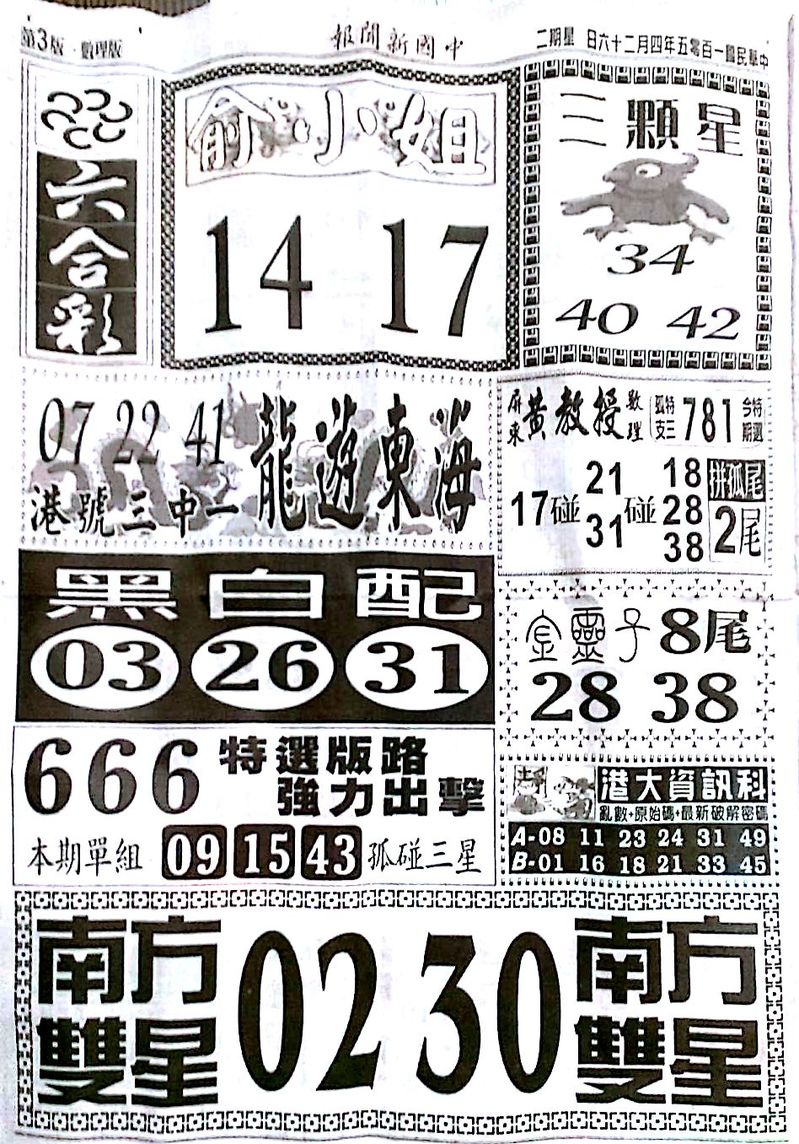 第3版·數理版
報聞新國中
日六十二月四年五零百一國民華中 二期星
六合彩
俞小姐
14 17
三顆星
34
40 42
07 22 41
龍遊東海
港號三中一
屏東黃教授數理
孤支 特三 781 今期 特選
17碰 21 31 碰 18 28 38
拼孤尾
2尾
黑白配
03 26 31
金靈子 8尾
28 38
666 特選版路
強力出擊
本期單組 09 15 43 孤碰三星
港大資訊科
亂數+原始碼+最新破解密碼
A-08 11 23 24 31 49
B-01 16 18 21 33 45
南方雙星
02 30
南方雙星